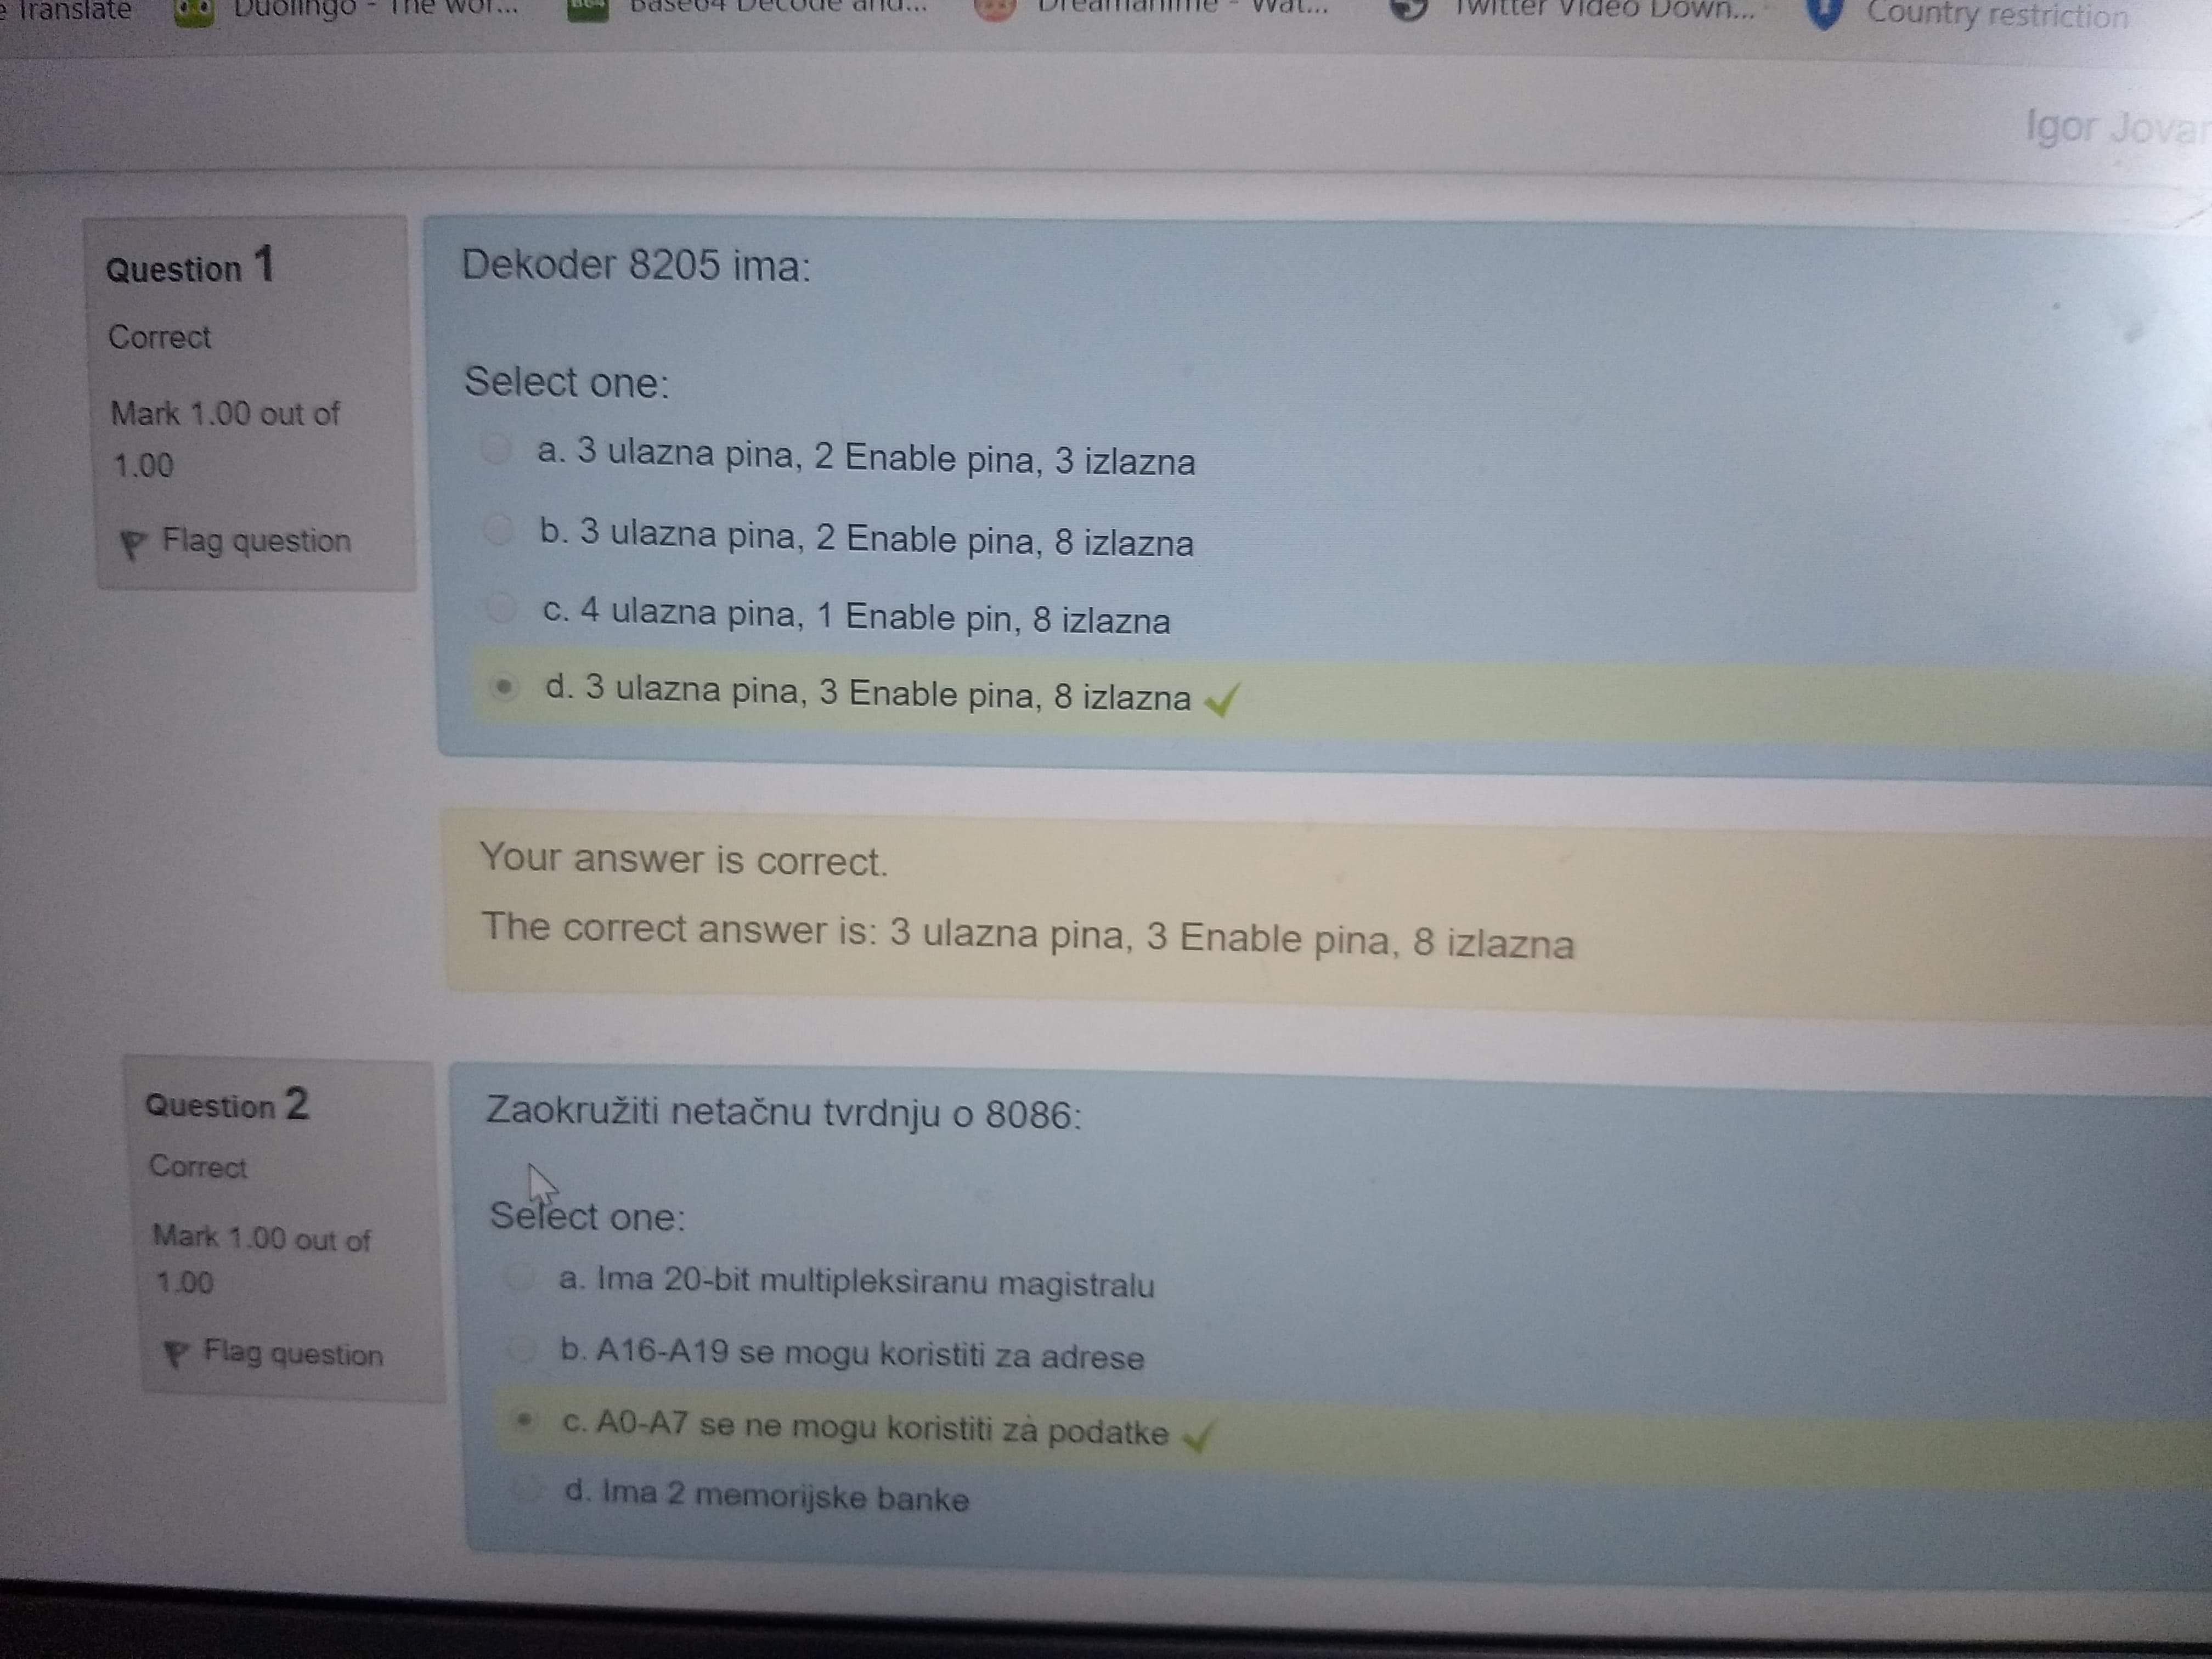 Translate
Duolingo - The wor...
Base64 Decode and...
Dreamanime - Wat...
Twitter Video Down...
Country restriction
Igor Jovan
Question 1
Correct
Mark 1.00 out of
1.00
Flag question
Dekoder 8205 ima:
Select one:
a. 3 ulazna pina, 2 Enable pina, 3 izlazna
b. 3 ulazna pina, 2 Enable pina, 8 izlazna
c. 4 ulazna pina, 1 Enable pin, 8 izlazna
d. 3 ulazna pina, 3 Enable pina, 8 izlazna
Your answer is correct.
The correct answer is: 3 ulazna pina, 3 Enable pina, 8 izlazna
Question 2
Correct
Mark 1.00 out of
1.00
Flag question
Zaokružiti netačnu tvrdnju o 8086:
Select one:
a. Ima 20-bit multipleksiranu magistralu
b. A16-A19 se mogu koristiti za adrese
c. A0-A7 se ne mogu koristiti za podatke
d. Ima 2 memorijske banke